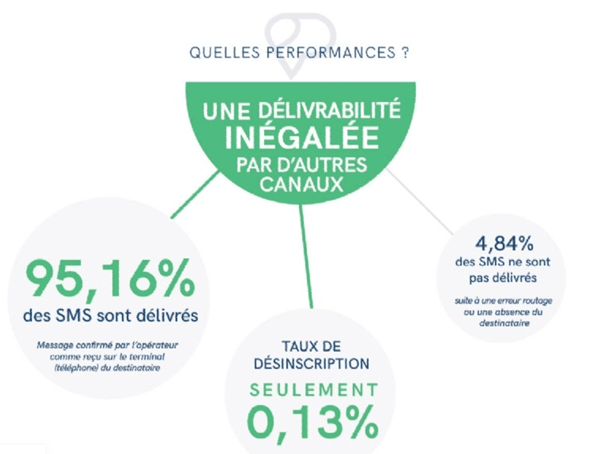 QUELLES PERFORMANCES ?
UNE DÉLIVRABILITÉ
INÉGALÉE
PAR D'AUTRES
CANAUX
95,16%
des SMS sont délivrés
Message confirmé par l'opérateur
comme reçu sur le terminal
(téléphone) du destinataire
TAUX DE
DÉSINSCRIPTION
SEULEMENT
0,13%
4,84%
des SMS ne sont
pas délivrés
suite à une erreur routage
ou une absence du
destinataire